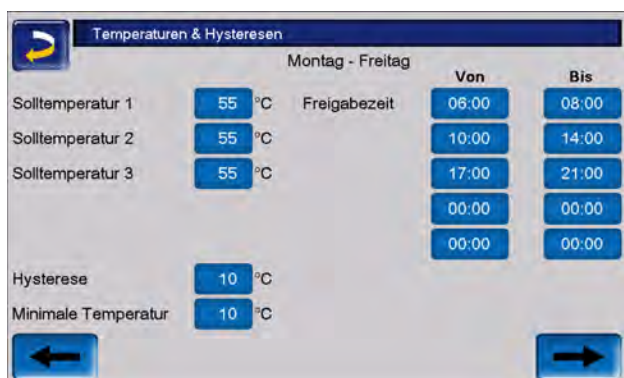 Temperaturen & Hysteresen
Montag - Freitag
Von Bis
Solltemperatur 1 55 °C Freigabezeit 06:00 08:00
Solltemperatur 2 55 °C 10:00 14:00
Solltemperatur 3 55 °C 17:00 21:00
00:00 00:00
00:00 00:00
Hysterese 10 °C
Minimale Temperatur 10 °C